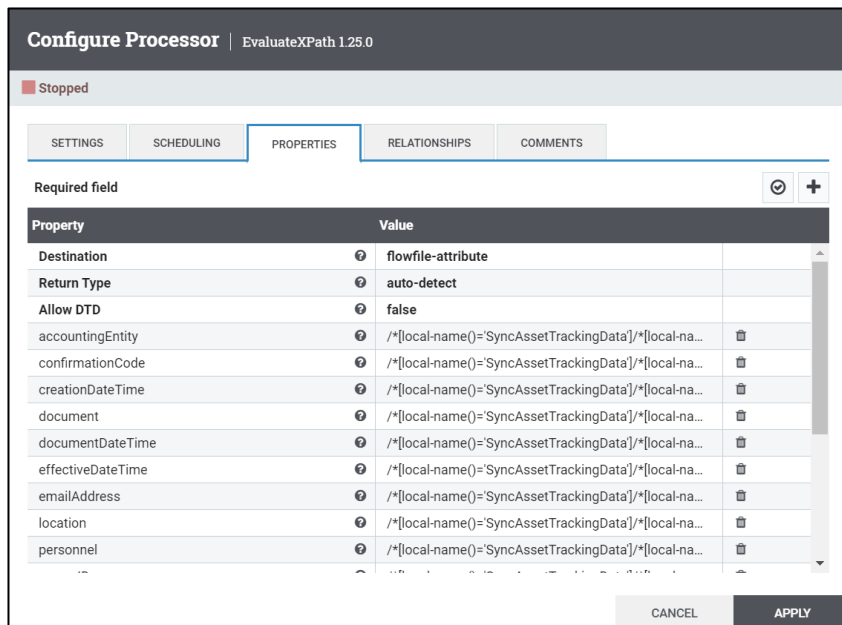 Configure Processor | EvaluateXPath 1.25.0
Stopped
SETTINGS SCHEDULING PROPERTIES RELATIONSHIPS COMMENTS
Required field
Property Value
Destination flowfile-attribute
Return Type auto-detect
Allow DTD false
accountingEntity /*[local-name()='SyncAssetTrackingData']/*[local-na...
confirmationCode /*[local-name()='SyncAssetTrackingData']/*[local-na...
creationDateTime /*[local-name()='SyncAssetTrackingData']/*[local-na...
document /*[local-name()='SyncAssetTrackingData']/*[local-na...
documentDateTime /*[local-name()='SyncAssetTrackingData']/*[local-na...
effectiveDateTime /*[local-name()='SyncAssetTrackingData']/*[local-na...
emailAddress /*[local-name()='SyncAssetTrackingData']/*[local-na...
location /*[local-name()='SyncAssetTrackingData']/*[local-na...
personnel /*[local-name()='SyncAssetTrackingData']/*[local-na...
CANCEL APPLY